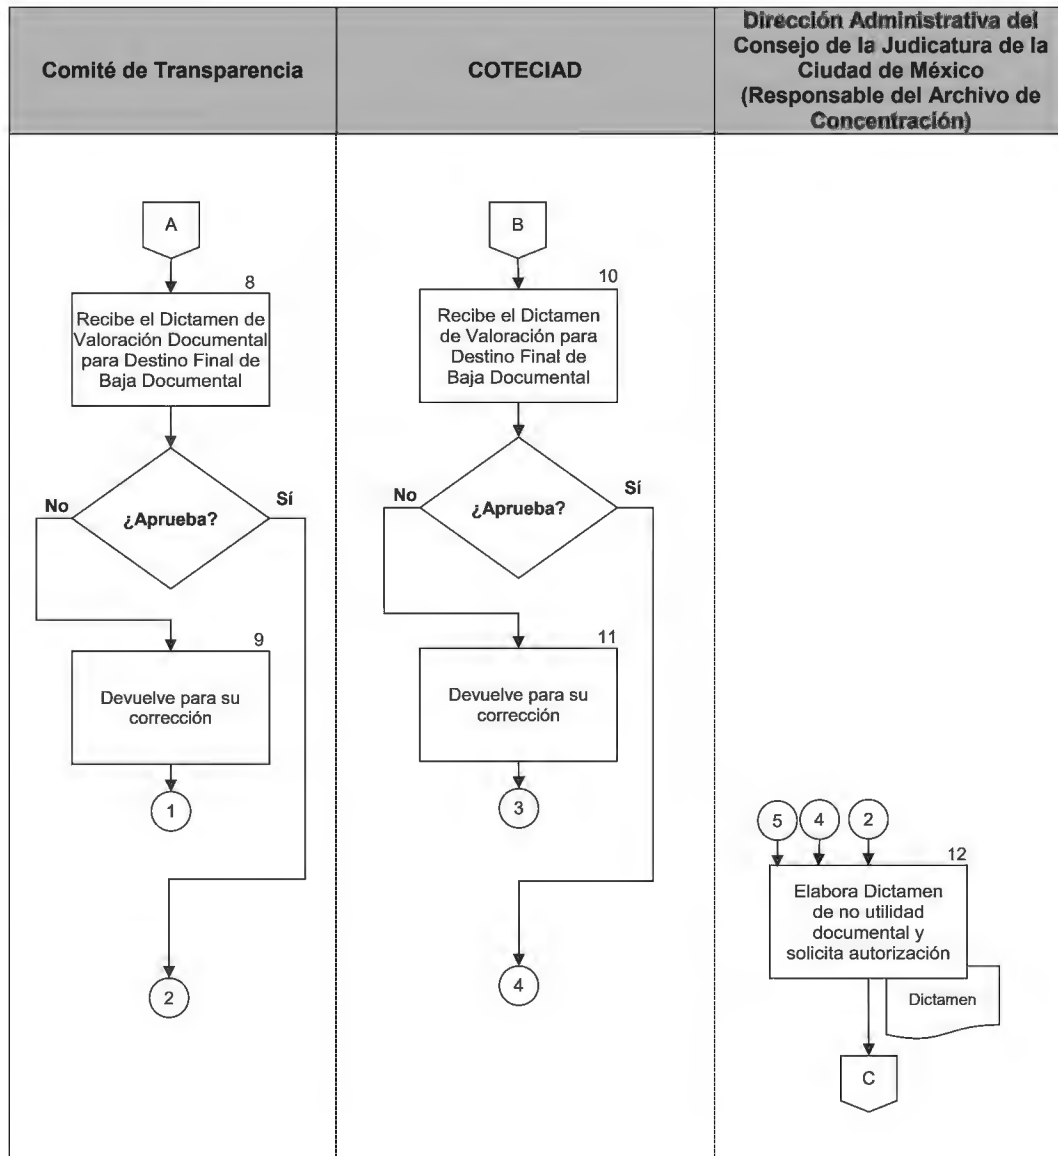 Comité de Transparencia
COTECIAD
Dirección Administrativa del
Consejo de la Judicatura de la
Ciudad de México
(Responsable del Archivo de
Concentración)
A
8
Recibe el Dictamen de
Valoración Documental
para Destino Final de
Baja Documental
No
¿Aprueba?
Sí
9
Devuelve para su
corrección
1
2
B
10
Recibe el Dictamen
de Valoración para
Destino Final de
Baja Documental
No
¿Aprueba?
Sí
11
Devuelve para su
corrección
3
4
5
4
2
12
Elabora Dictamen
de no utilidad
documental y
solicita autorización
Dictamen
C